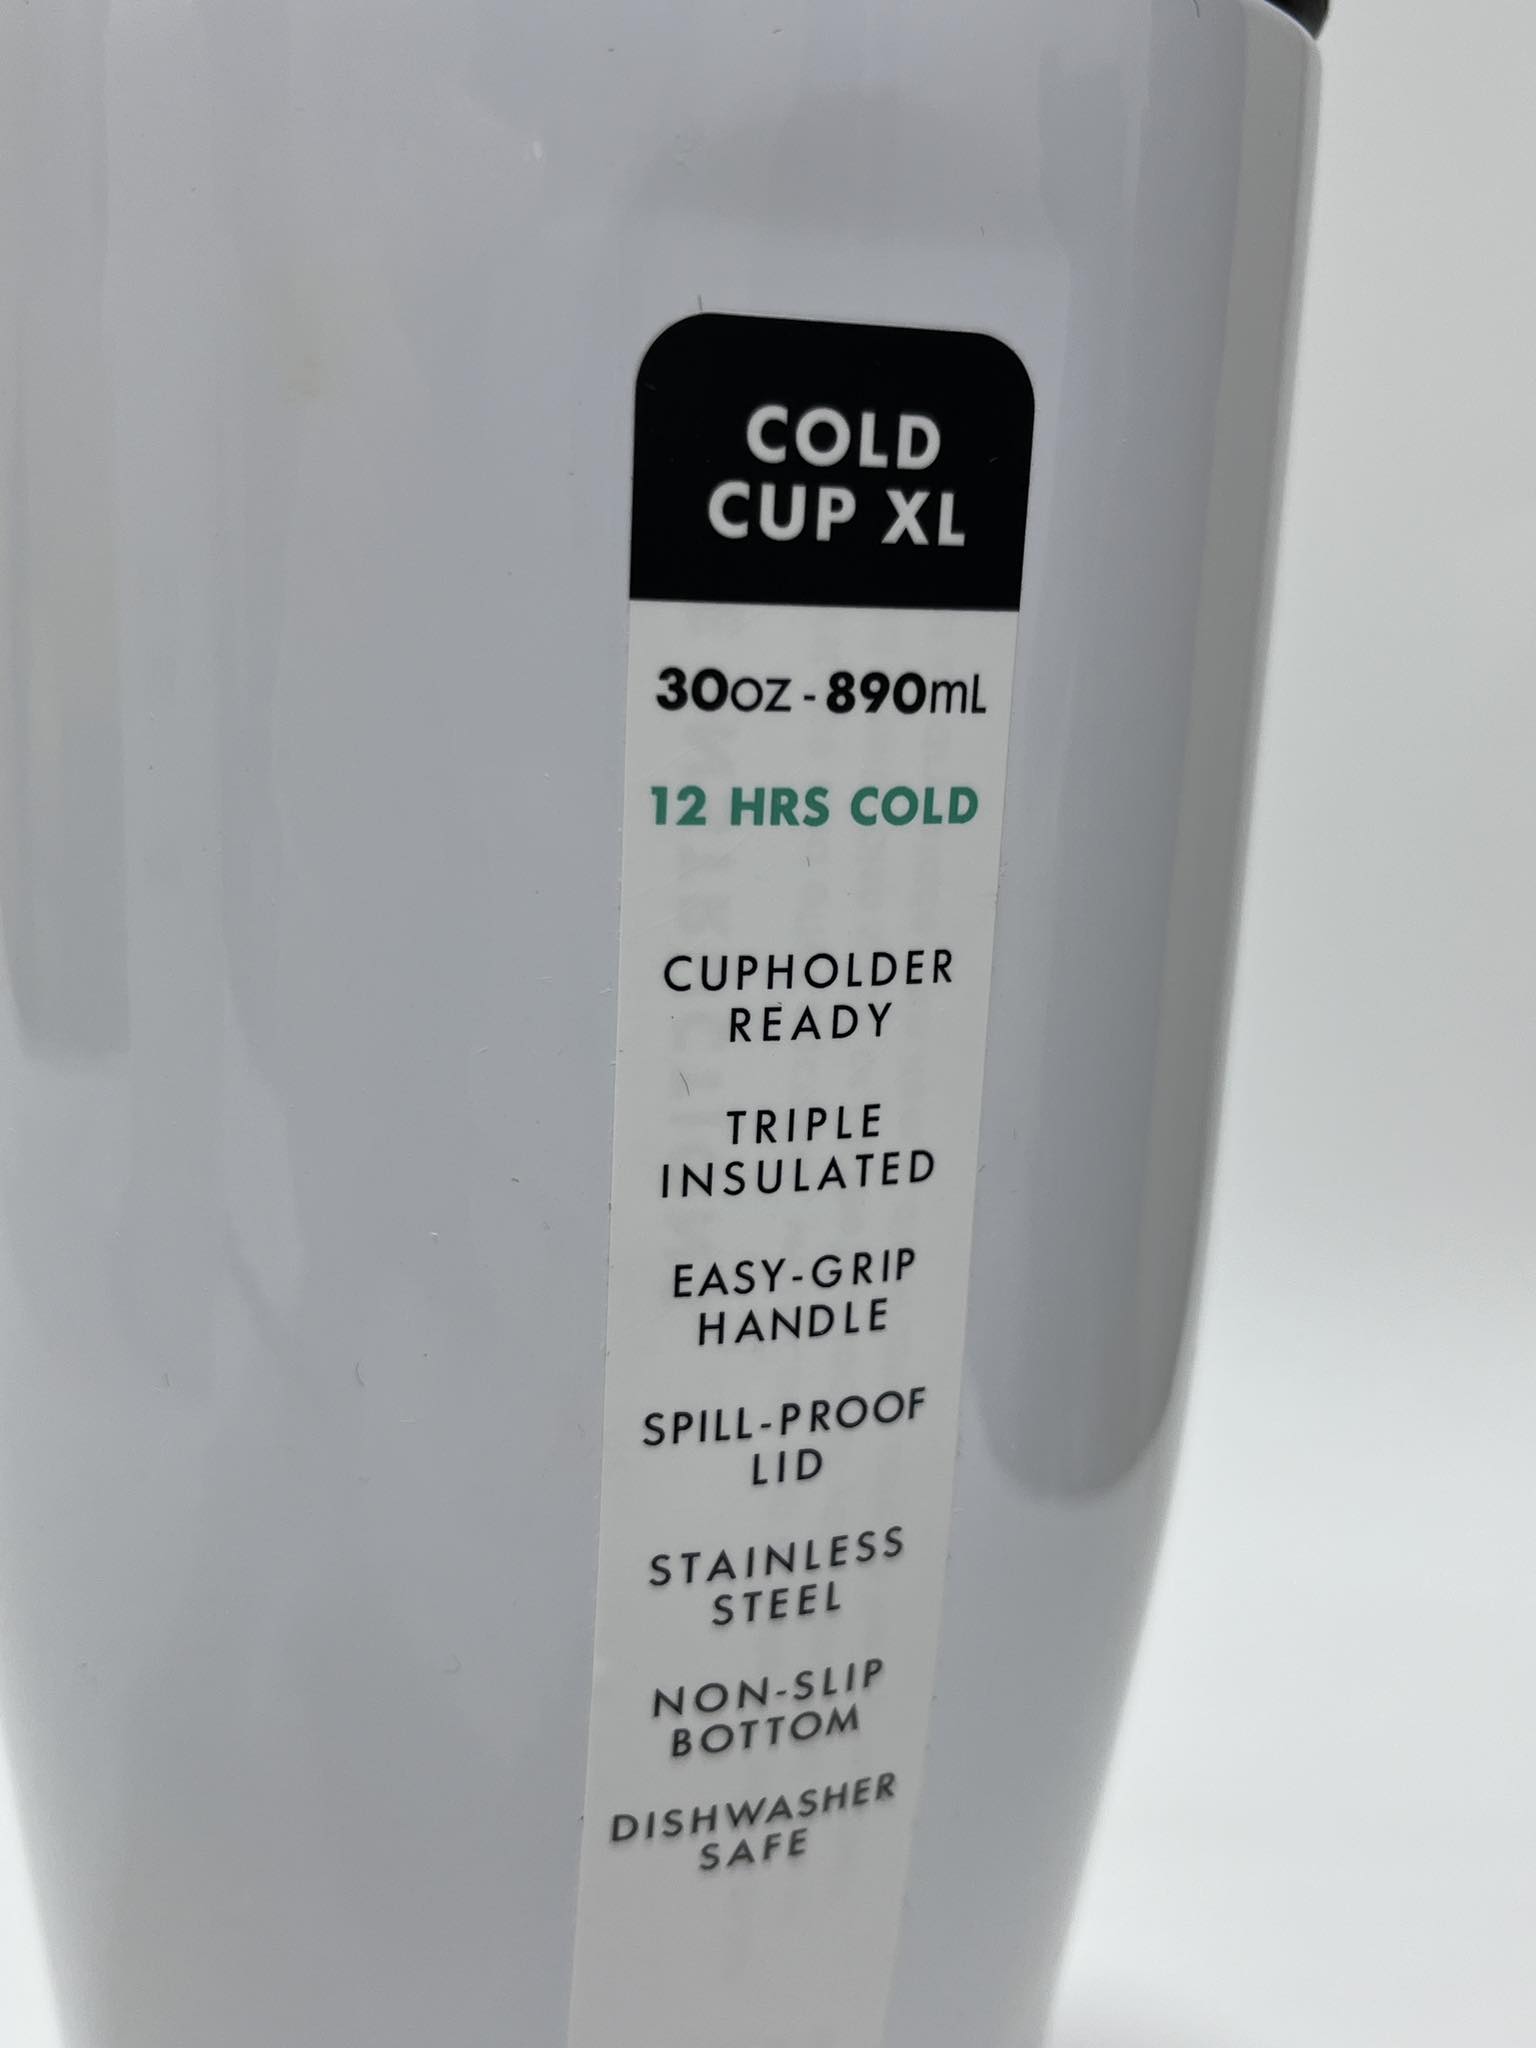 COLD
CUP XL
30oz - 890mL
12 HRS COLD
CUPHOLDER
READY
TRIPLE
INSULATED
EASY-GRIP
HANDLE
SPILL-PROOF
LID
STAINLESS
STEEL
NON-SLIP
BOTTOM
DISHWASHER
SAFE